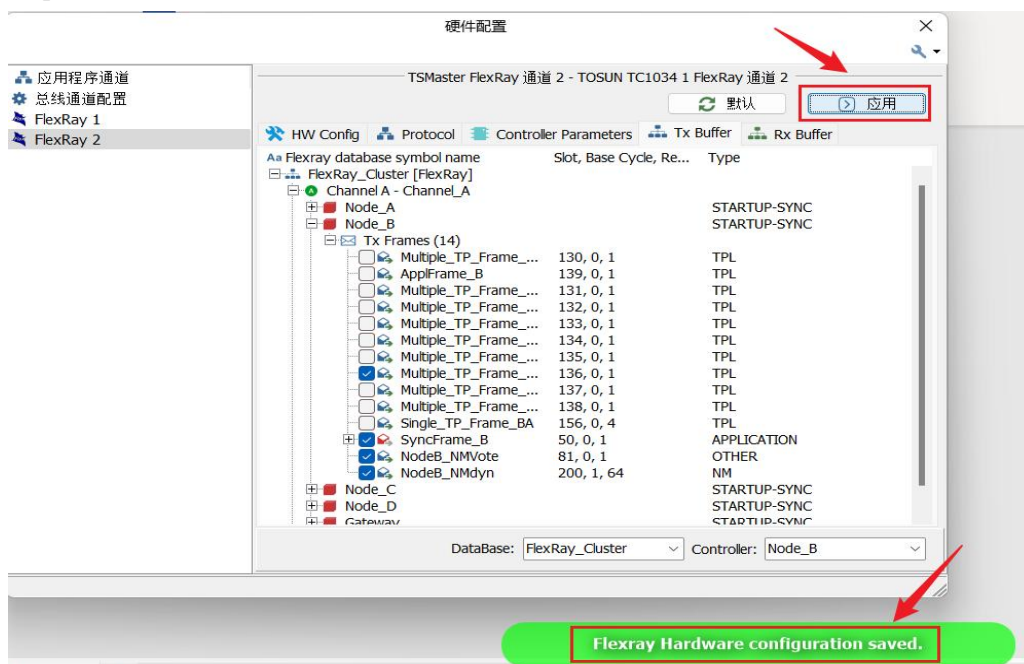 硬件配置
应用程序通道
总线通道配置
FlexRay 1
FlexRay 2
TSMaster FlexRay 通道 2 - TOSUN TC1034 1 FlexRay 通道 2
默认 应用
HW Config Protocol Controller Parameters Tx Buffer Rx Buffer
Aa Flexray database symbol name Slot, Base Cycle, Re... Type
FlexRay_Cluster [FlexRay]
A Channel A - Channel_A
Node_A STARTUP-SYNC
Node_B STARTUP-SYNC
Tx Frames (14)
Multiple_TP_Frame_... 130, 0, 1 TPL
ApplFrame_B 139, 0, 1 TPL
Multiple_TP_Frame_... 131, 0, 1 TPL
Multiple_TP_Frame_... 132, 0, 1 TPL
Multiple_TP_Frame_... 133, 0, 1 TPL
Multiple_TP_Frame_... 134, 0, 1 TPL
Multiple_TP_Frame_... 135, 0, 1 TPL
Multiple_TP_Frame_... 136, 0, 1 TPL
Multiple_TP_Frame_... 137, 0, 1 TPL
Multiple_TP_Frame_... 138, 0, 1 TPL
Single_TP_Frame_BA 156, 0, 4 TPL
SyncFrame_B 50, 0, 1 APPLICATION
NodeB_NMVote 81, 0, 1 OTHER
NodeB_NMdyn 200, 1, 64 NM
Node_C STARTUP-SYNC
Node_D STARTUP-SYNC
Gateway STARTUP-SYNC
DataBase: FlexRay_Cluster Controller: Node_B
Flexray Hardware configuration saved.